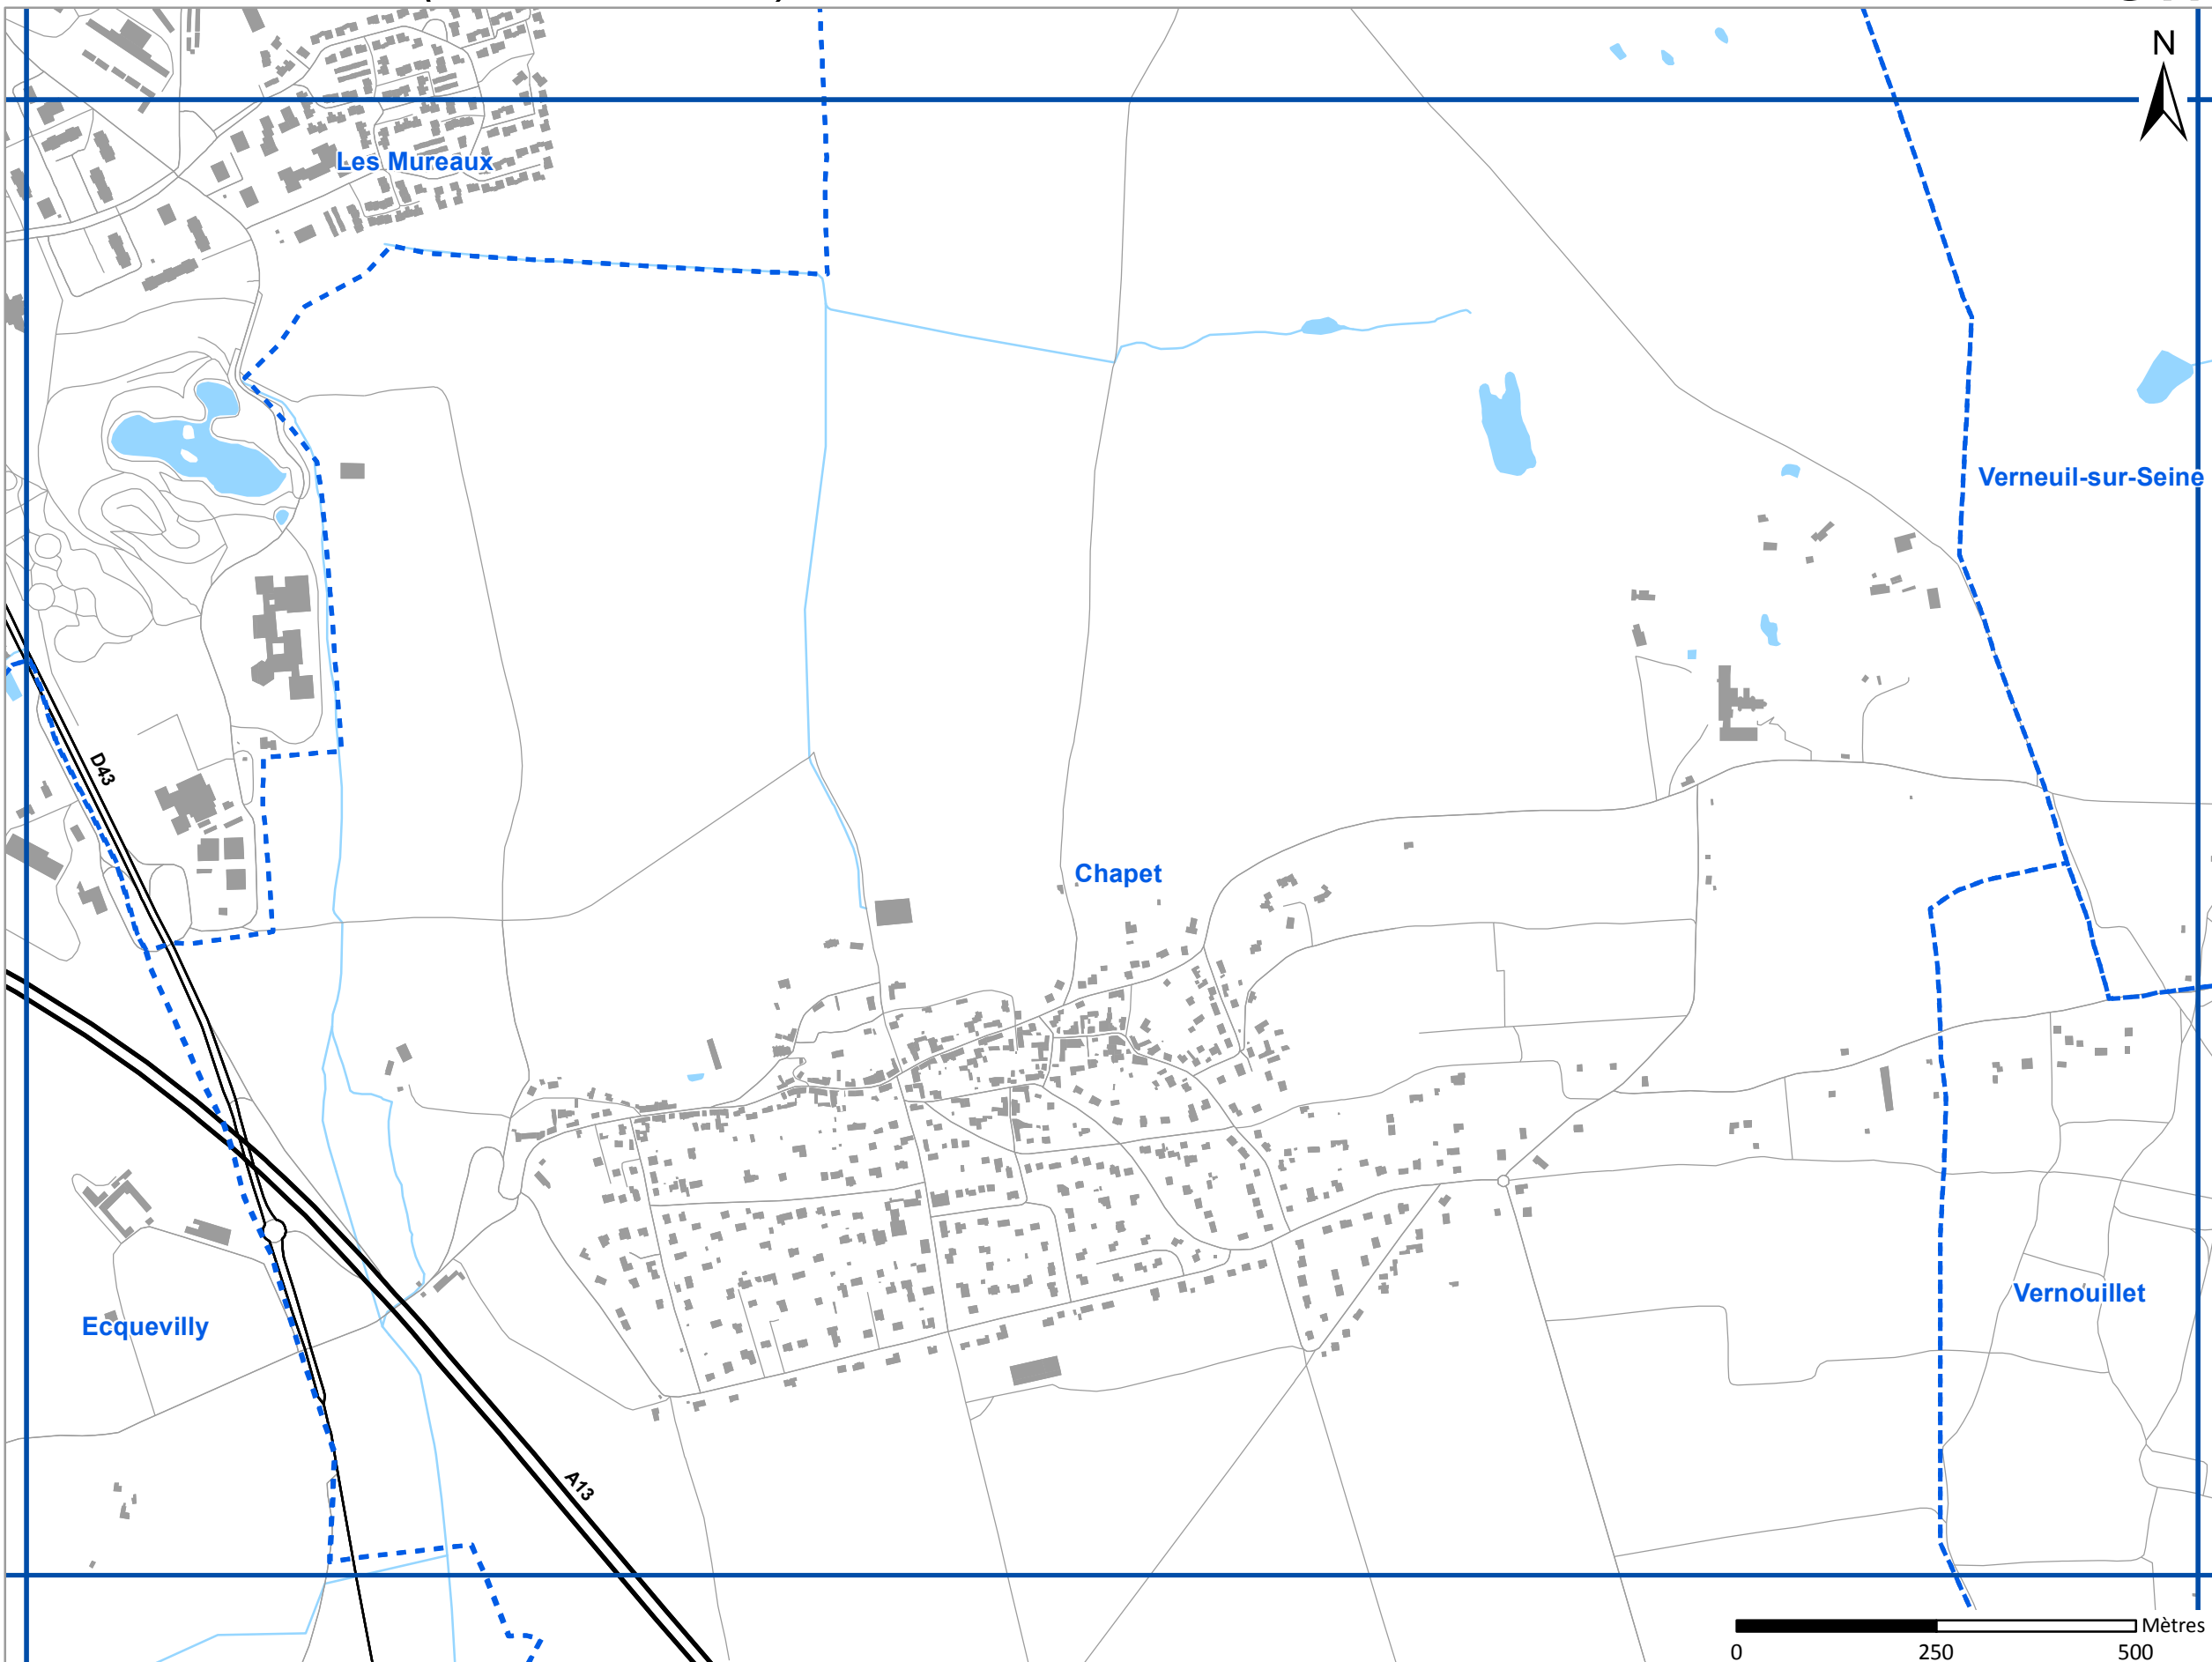 N
Les Mureaux
Verneuil-sur-Seine
D43
Chapet
Vernouillet
Ecquevilly
A13
Mètres
0 250 500